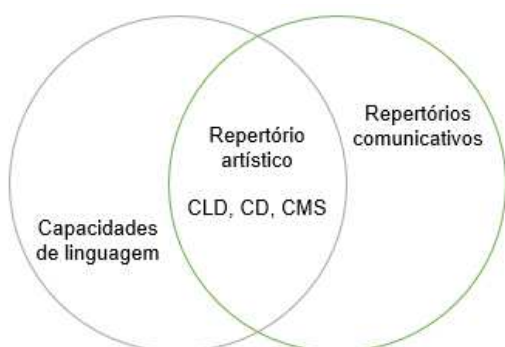 Capacidades
de linguagem
Repertório
artístico
CLD, CD, CMS
Repertórios
comunicativos